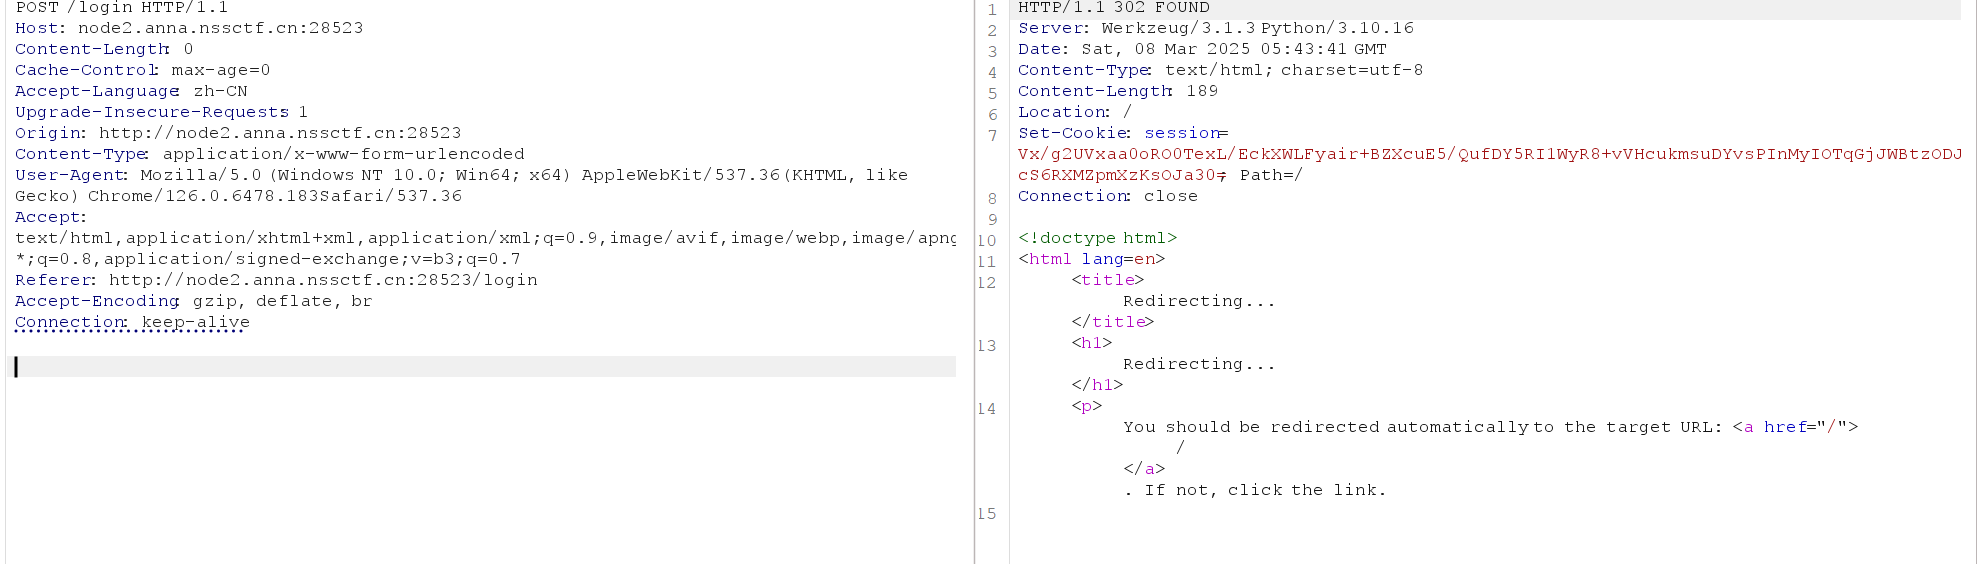 POST /login HTTP/1.1
Host: node2.anna.nssctf.cn:28523
Content-Length: 0
Cache-Control: max-age=0
Accept-Language: zh-CN
Upgrade-Insecure-Requests: 1
Origin: http://node2.anna.nssctf.cn:28523
Content-Type: application/x-www-form-urlencoded
User-Agent: Mozilla/5.0 (Windows NT 10.0; Win64; x64) AppleWebKit/537.36 (KHTML, like
Gecko) Chrome/126.0.6478.183 Safari/537.36
Accept:
text/html,application/xhtml+xml,application/xml;q=0.9,image/avif,image/webp,image/apng
*;q=0.8,application/signed-exchange;v=b3;q=0.7
Referer: http://node2.anna.nssctf.cn:28523/login
Accept-Encoding: gzip, deflate, br
Connection: keep-alive
1 HTTP/1.1 302 FOUND
2 Server: Werkzeug/3.1.3 Python/3.10.16
3 Date: Sat, 08 Mar 2025 05:43:41 GMT
4 Content-Type: text/html; charset=utf-8
5 Content-Length: 189
6 Location: /
7 Set-Cookie: session=
Vx/g2UVxaa0oRO0TexL/EckXWLFyair+BZXcuE5/QufDY5RI1WyR8+vVHcukmsuDYvsPInMyIOTqGjJWBtzODJ
cS6RXMZpmXzKsOJa30=; Path=/
8 Connection: close
9
10 <!doctype html>
11 <html lang=en>
12 <title>
Redirecting...
</title>
13 <h1>
Redirecting...
</h1>
14 <p>
You should be redirected automatically to the target URL: <a href="/">
/
</a>
. If not, click the link.
15